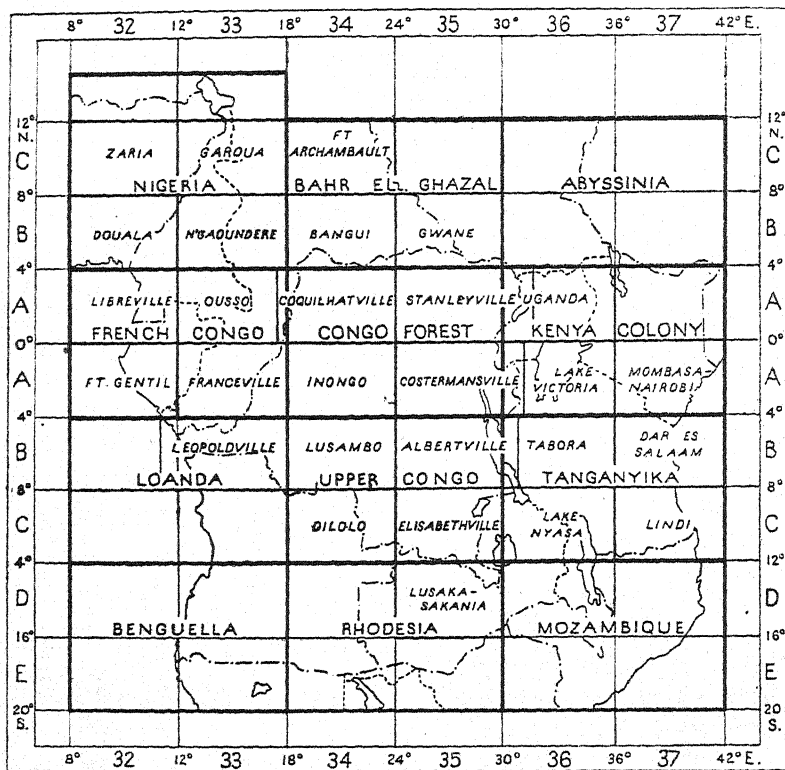 8° 32 12° 33 18° 34 24° 35 30° 36 36° 37 42° E.
12° N. 12° N.
C ZARIA GAROUA FT ARCHAMBAULT C
NIGERIA BAHR EL GHAZAL ABYSSINIA
8° 8°
B DOUALA N'GAOUNDERE BANGUI GWANE B
4° 4°
A LIBREVILLE OUSSO COQUILHATVILLE STANLEYVILLE UGANDA A
FRENCH CONGO CONGO FOREST KENYA COLONY
0° 0°
A FT. GENTIL FRANCEVILLE INONGO COSTERMANSVILLE LAKE-VICTORIA MOMBASA-NAIROBI A
4° 4°
B LEOPOLDVILLE LUSAMBO ALBERTVILLE TABORA DAR ES SALAAM B
LOANDA UPPER CONGO TANGANYIKA
8° 8°
C DILOLO ELISABETHVILLE LAKE NYASA LINDI C
4° 12°
D LUSAKA-SAKANIA D
BENGUELLA RHODESIA MOZAMBIQUE
16° 16°
E E
20° S. 20° S.
8° 32 12° 33 18° 34 24° 35 30° 36 36° 37 42° E.